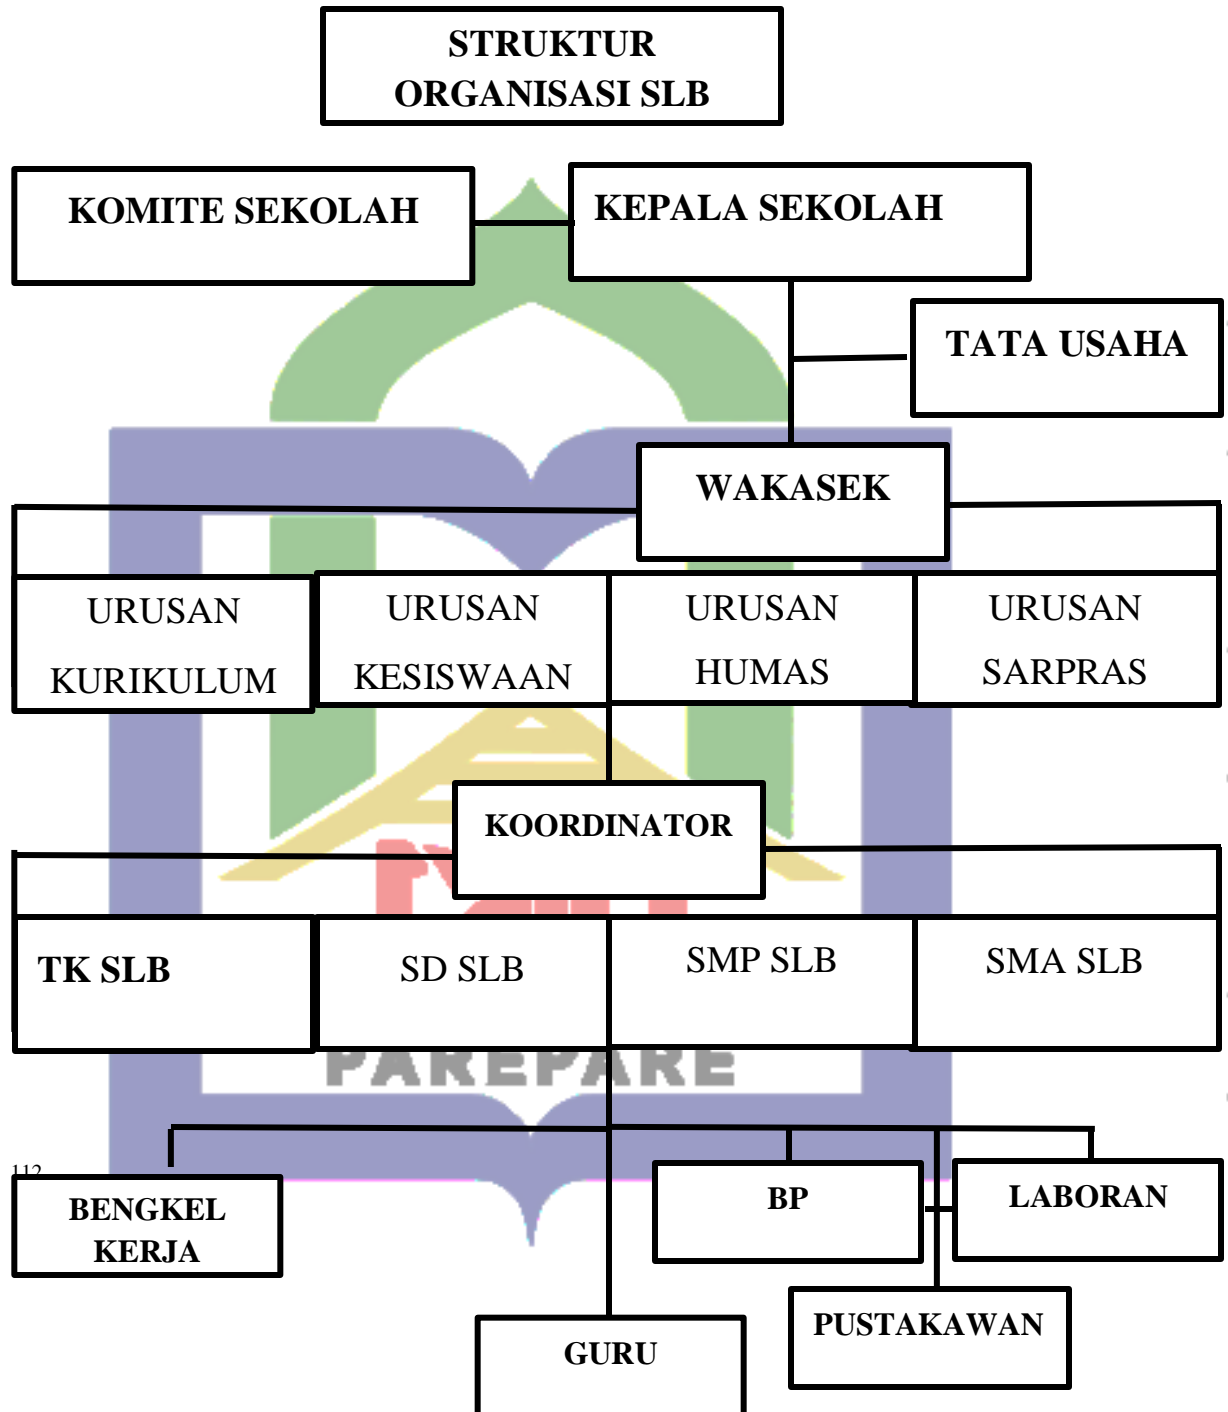 STRUKTUR
ORGANISASI SLB
KOMITE SEKOLAH
KEPALA SEKOLAH
TATA USAHA
WAKASEK
URUSAN
KURIKULUM
URUSAN
KESISWAAN
URUSAN
HUMAS
URUSAN
SARPRAS
KOORDINATOR
TK SLB
SD SLB
SMP SLB
SMA SLB
PAREPARE
112
BENGKEL
KERJA
BP
LABORAN
PUSTAKAWAN
GURU